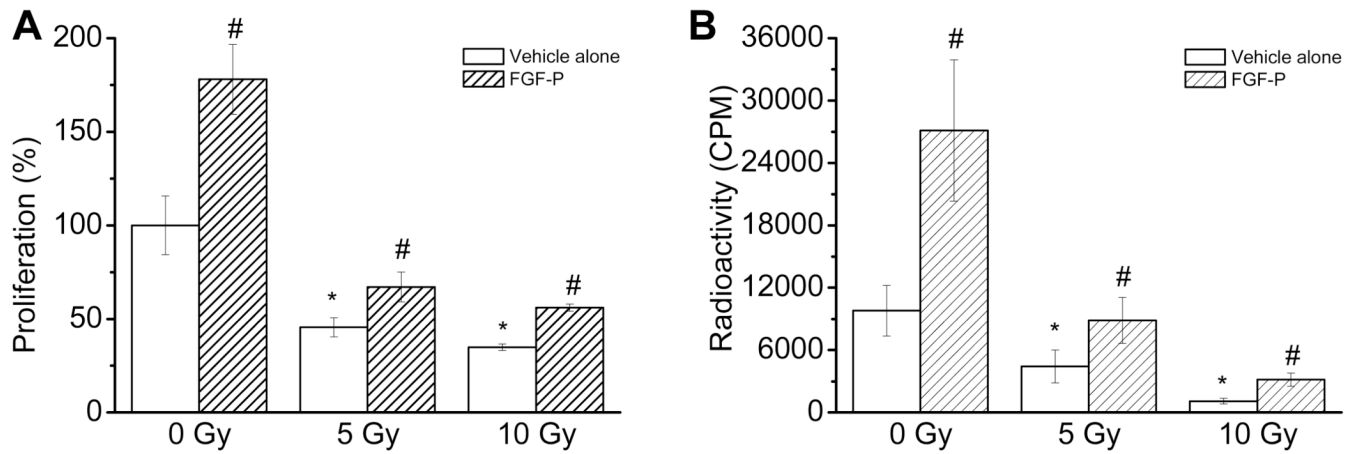 A
Proliferation (%)
200
150
100
50
0
#
*
#
*
#
Vehicle alone
FGF-P
0 Gy
5 Gy
10 Gy
B
Radioactivity (CPM)
36000
30000
24000
18000
12000
6000
0
#
*
#
*
#
Vehicle alone
FGF-P
0 Gy
5 Gy
10 Gy